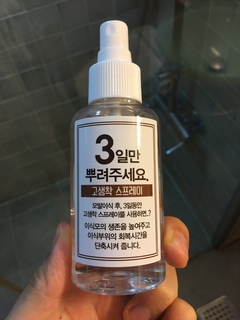 3일만
뿌려주세요.
고생착 스프레이
모발이식 후, 3일동안
고생착 스프레이를 사용하면..?
이식모의 생존을 높여주고
이식부위의 회복시간을
단축시켜 줍니다.